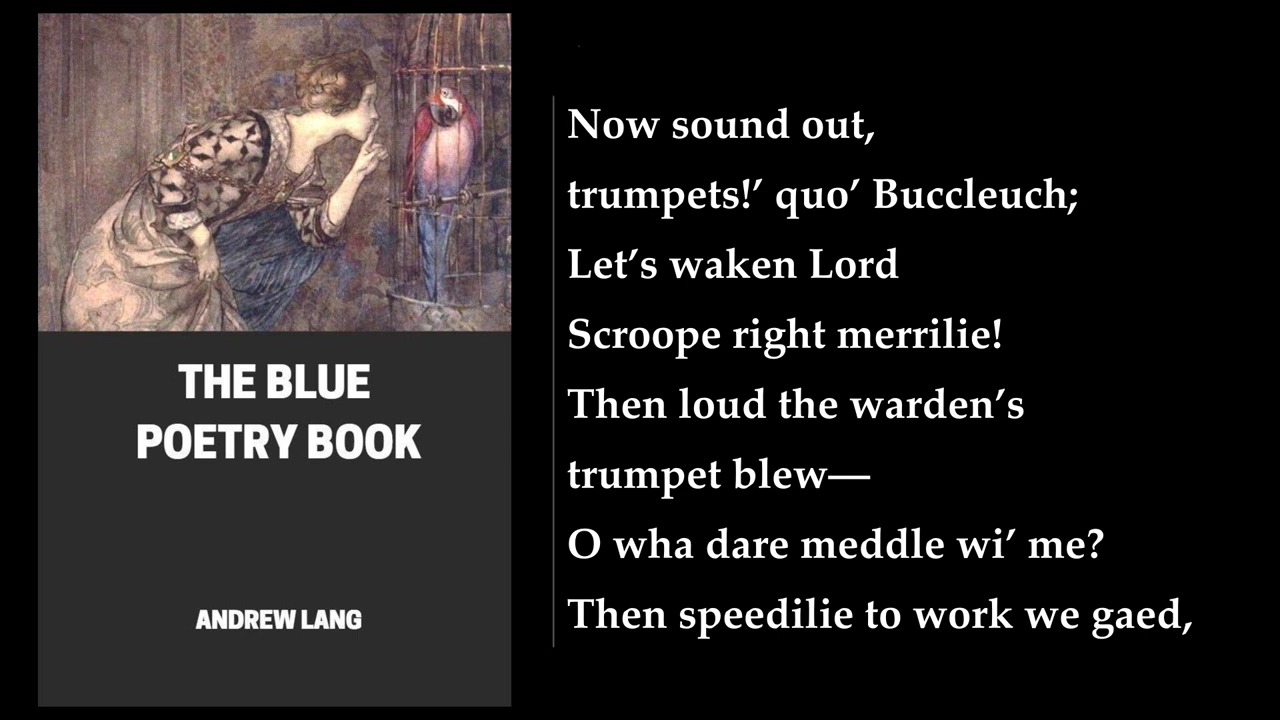 THE BLUE
POETRY BOOK
ANDREW LANG
Now sound out,
trumpets!’ quo’ Buccleuch;
Let’s waken Lord
Scroope right merrilie!
Then loud the warden’s
trumpet blew—
O wha dare meddle wi’ me?
Then speedilie to work we gaed,